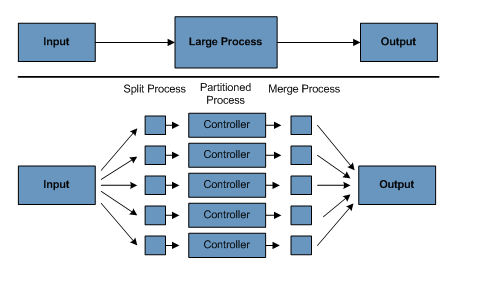 Input
Large Process
Output
Split Process
Partitioned
Process
Merge Process
Controller
Controller
Input
Controller
Output
Controller
Controller